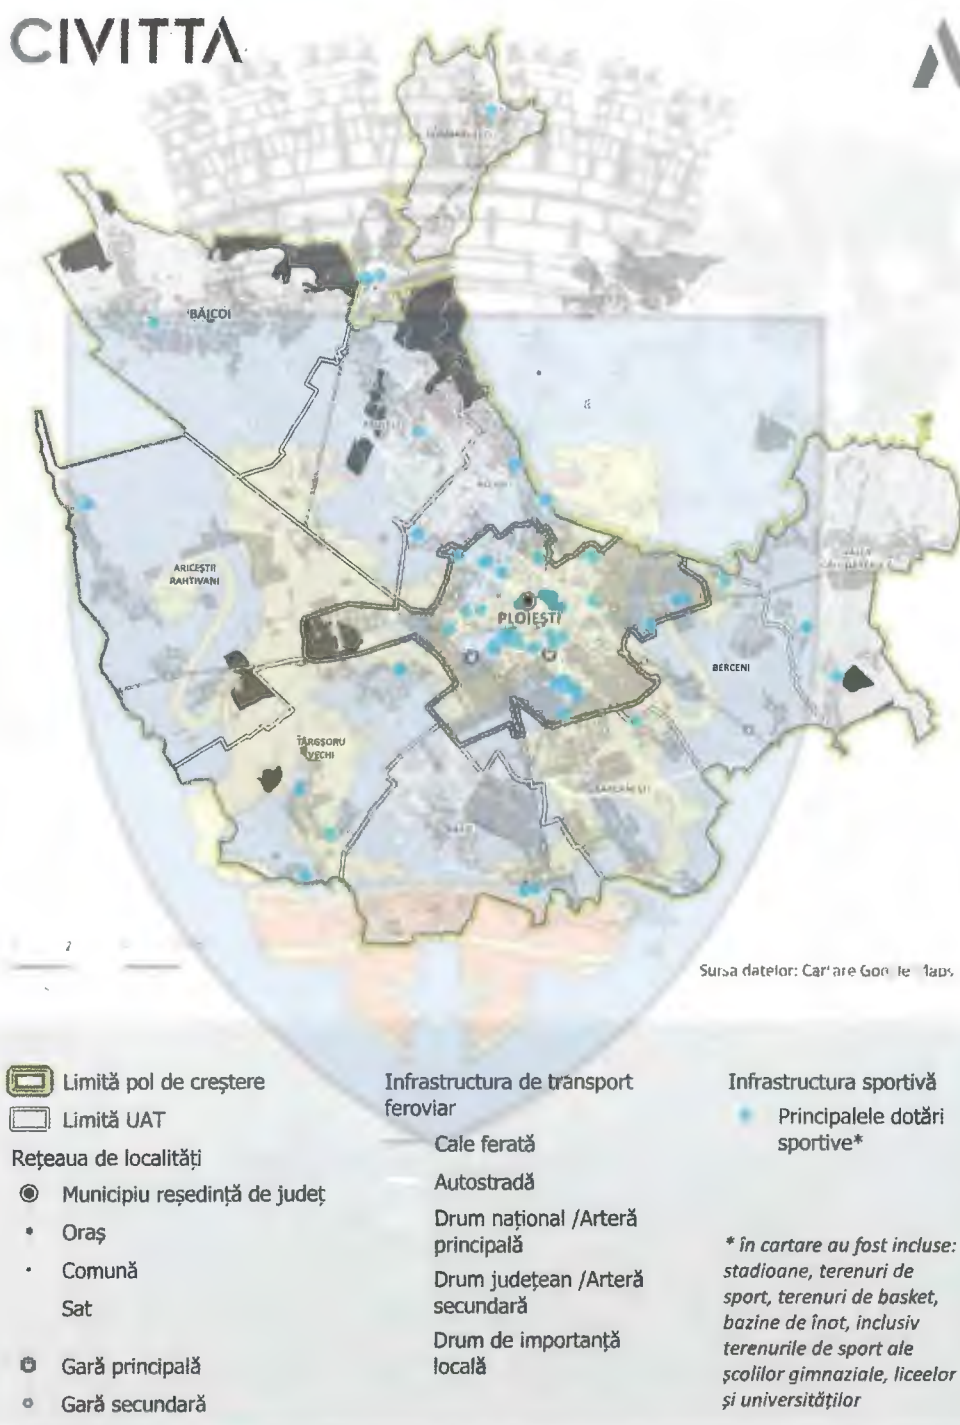 CIVITTA
BĂICOI
ARICEȘTII
RAHTIVANI
PLOIEȘTI
BERCENI
TÂRGȘORU
VECHI
2
Sursa datelor:
Limită pol de creștere
Limită UAT
Rețeaua de localități
Municipiu reședință de județ
Oraș
Comună
Sat
Gară principală
Gară secundară
Infrastructura de transport
feroviar
Cale ferată
Autostradă
Drum național /Arteră
principală
Drum județean /Arteră
secundară
Drum de importanță
locală
Infrastructura sportivă
Principalele dotări
sportive*
* în cartare au fost incluse:
stadioane, terenuri de
sport, terenuri de basket,
bazine de înot, inclusiv
terenurile de sport ale
școlilor gimnaziale, liceelor
și universităților